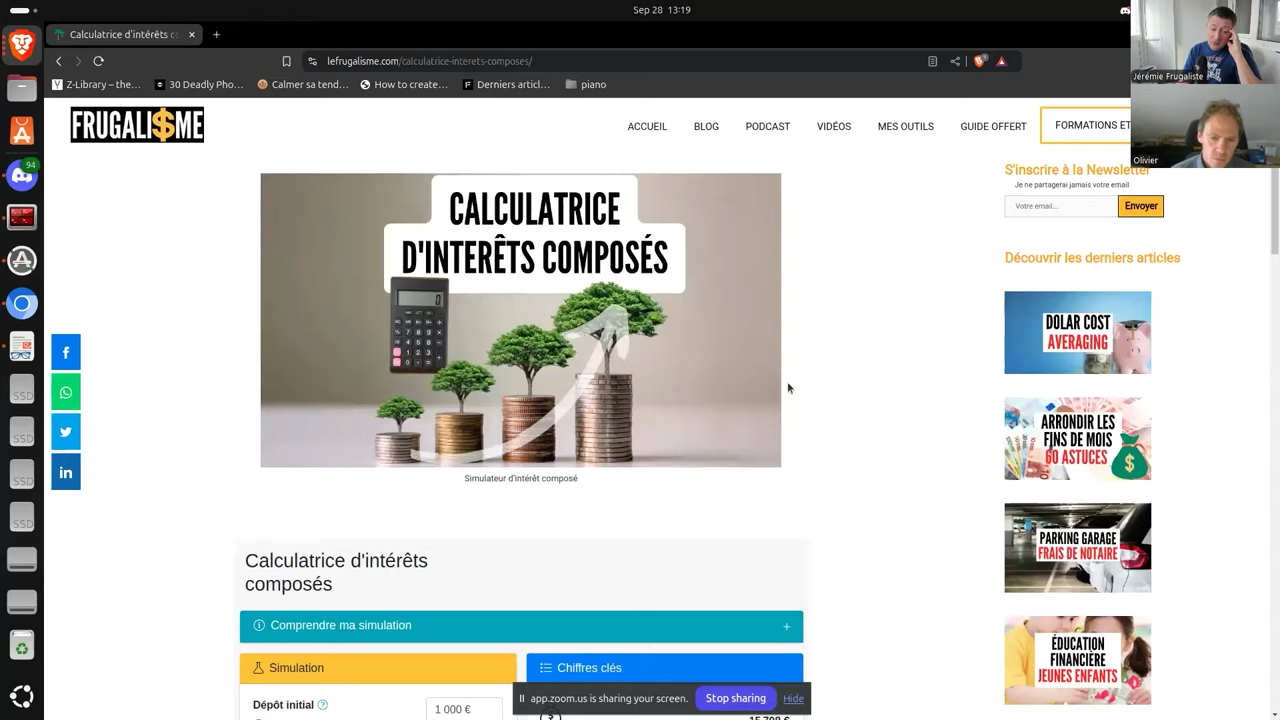 Sep 28 13:19
Calculatrice d'intérêts co
lefrugalisme.com/calculatrice-interets-composes/
Z-Library – the…
30 Deadly Pho…
Calmer sa tend…
How to create…
Derniers articl…
piano
94
FRUGALI$ME
ACCUEIL
BLOG
PODCAST
VIDÉOS
MES OUTILS
GUIDE OFFERT
FORMATIONS ET
Jérémie Frugaliste
Olivier
CALCULATRICE
D'INTERÊTS COMPOSÉS
Simulateur d'intérêt composé
S'inscrire à la Newsletter
Je ne partagerai jamais votre email
Votre email...
Envoyer
Découvrir les derniers articles
DOLAR COST
AVERAGING
ARRONDIR LES
FINS DE MOIS
60 ASTUCES
PARKING GARAGE
FRAIS DE NOTAIRE
ÉDUCATION
FINANCIÈRE
JEUNES ENFANTS
SSD
SSD
SSD
SSD
Calculatrice d'intérêts
composés
Comprendre ma simulation
Simulation
Chiffres clés
Dépôt initial
1 000 €
app.zoom.us is sharing your screen.
Stop sharing
Hide